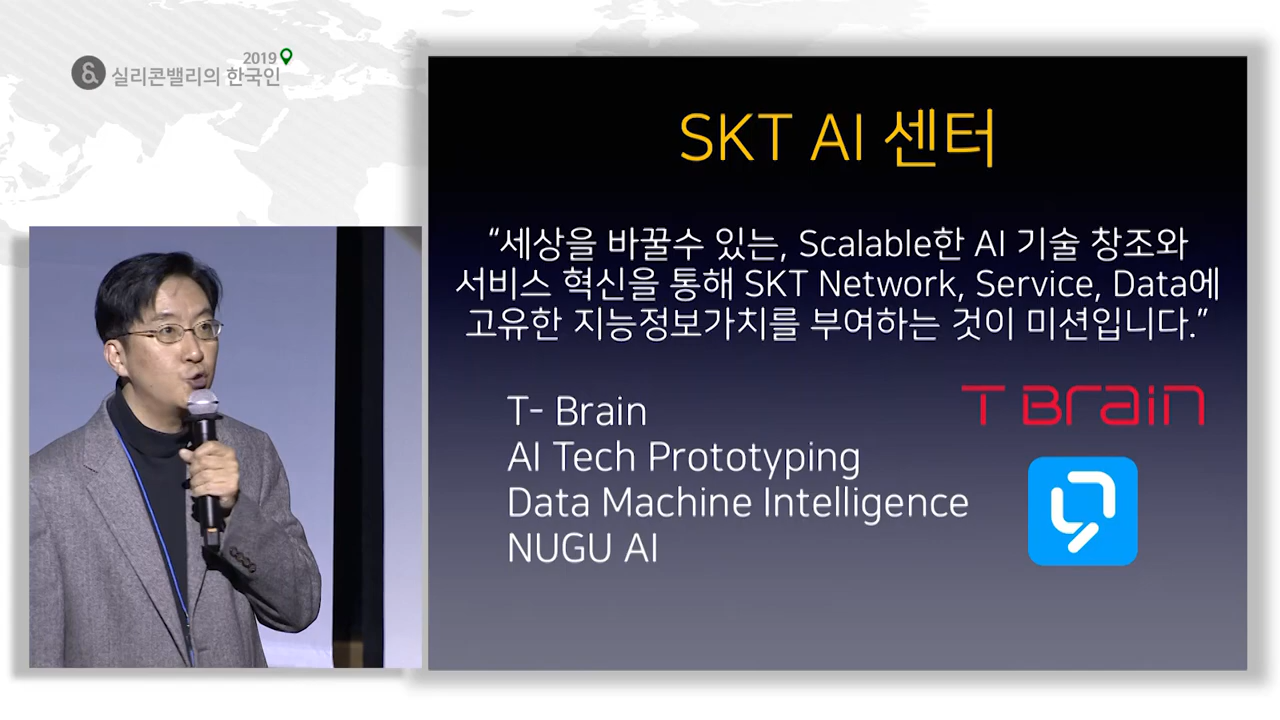 2019
& 실리콘밸리의 한국인
SKT AI 센터
“세상을 바꿀수 있는, Scalable한 AI 기술 창조와
서비스 혁신을 통해 SKT Network, Service, Data에
고유한 지능정보가치를 부여하는 것이 미션입니다.”
T- Brain
AI Tech Prototyping
Data Machine Intelligence
NUGU AI
T Brain